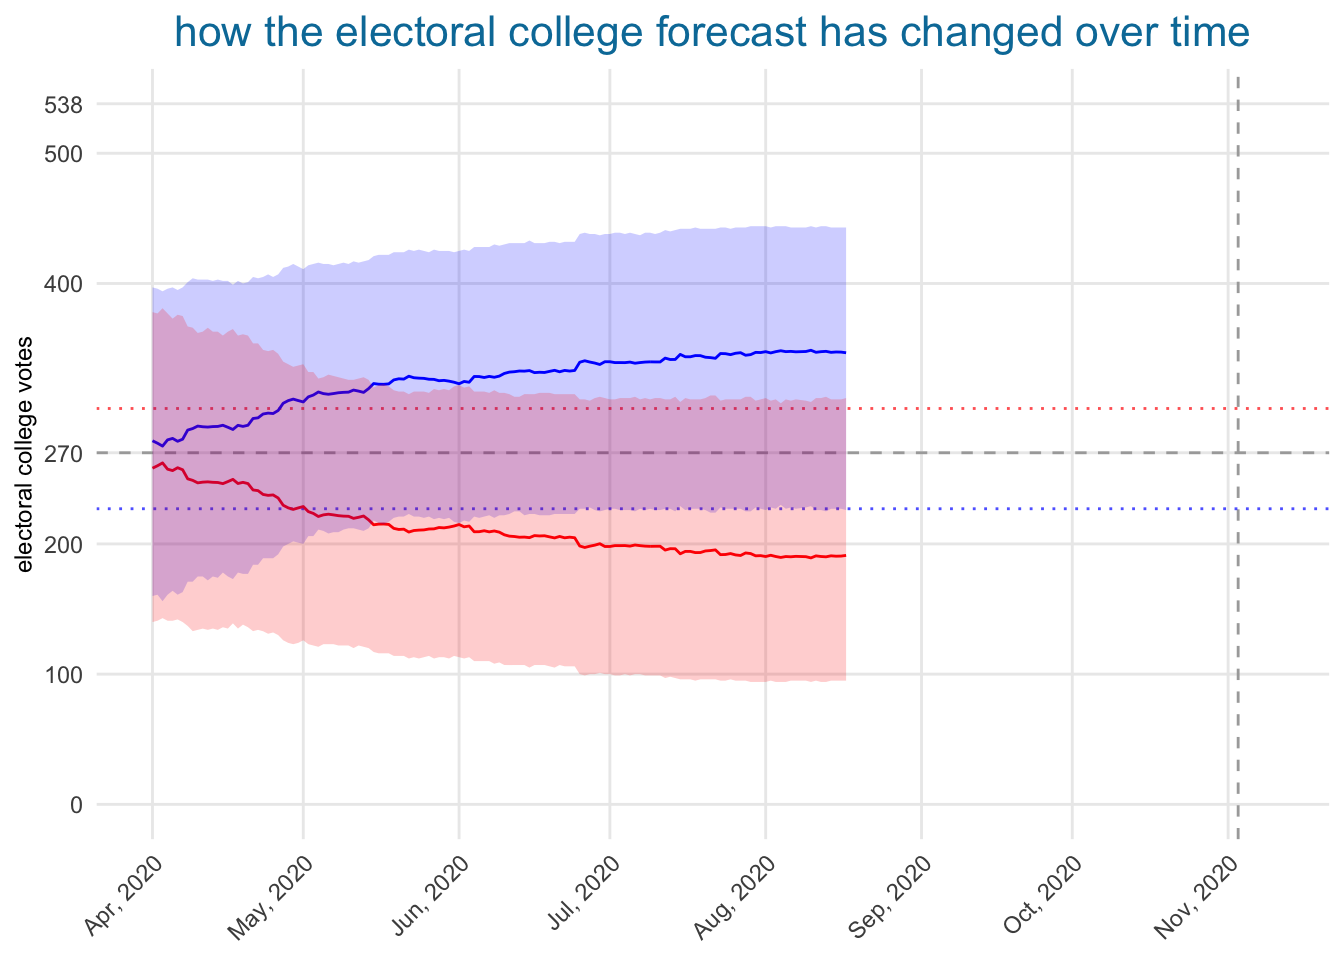 how the electoral college forecast has changed over time
538
500
400
270
200
100
0
electoral college votes
Apr, 2020
May, 2020
Jun, 2020
Jul, 2020
Aug, 2020
Sep, 2020
Oct, 2020
Nov, 2020